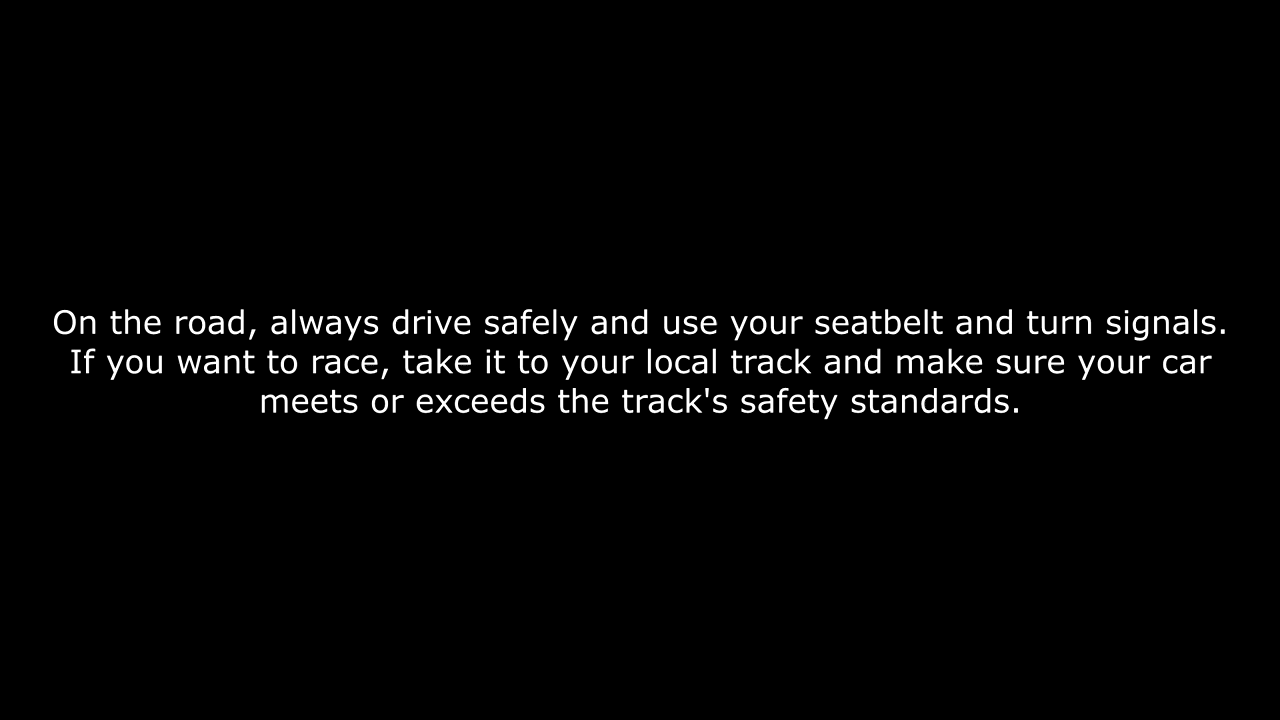 On the road, always drive safely and use your seatbelt and turn signals.
If you want to race, take it to your local track and make sure your car
meets or exceeds the track's safety standards.